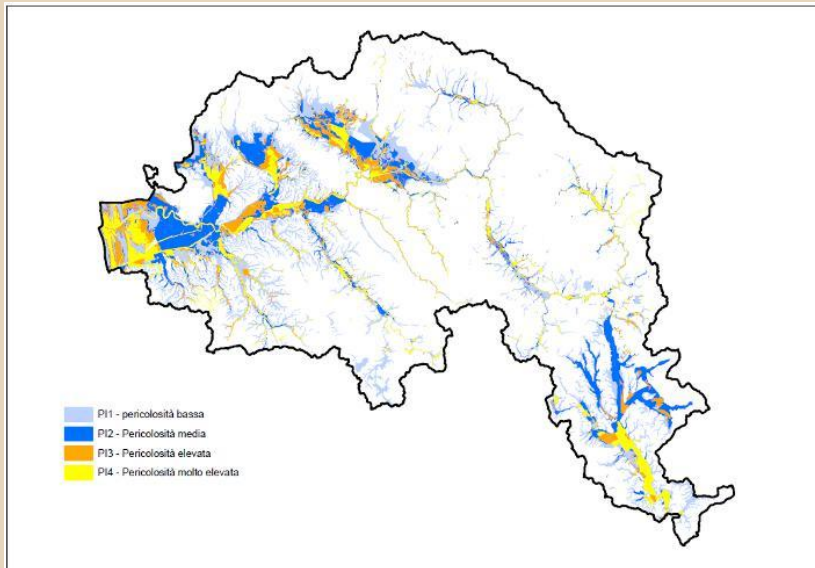 PI1 - pericolosità bassa
PI2 - Pericolosità media
PI3 - Pericolosità elevata
PI4 - Pericolosità molto elevata